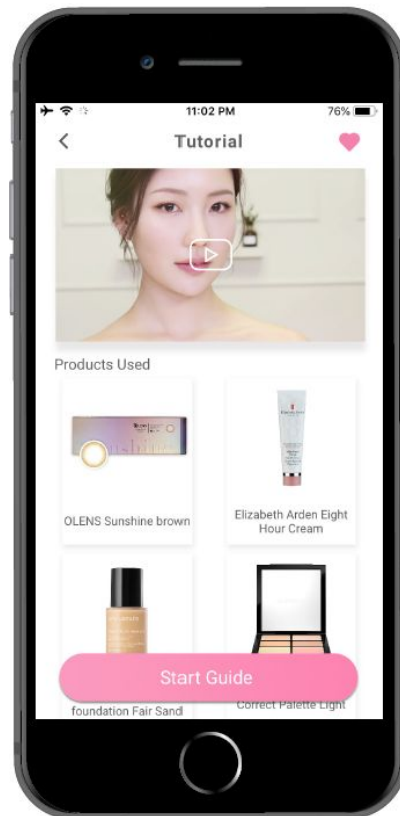 11:02 PM
76%
Tutorial
Products Used
OLENS Sunshine brown
Elizabeth Arden Eight
Hour Cream
Start Guide
foundation Fair Sand
Correct Palette Light